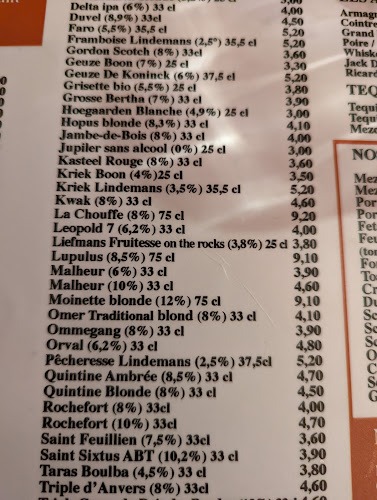 Delta ipa (6%) 33 cl
Duvel (8,9%) 33cl 4,50
Faro (5,5%) 35,5 cl 5,20
Framboise Lindemans (2,5°) 35,5 cl 5,20
Gordon Scotch (8%) 33cl 3,60
Geuze Boon (7%) 25 cl 3,30
Geuze De Koninck (6%) 37,5 cl 5,20
Grisette bio (5,5%) 25 cl 3,80
Grosse Bertha (7%) 33 cl 3,90
Hoegaarden Blanche (4,9%) 25 cl 3,00
Hopus blonde (8,3%) 33 cl 4,10
Jambe-de-Bois (8%) 33 cl 4,00
Jupiler sans alcool (0%) 25 cl 3,00
Kasteel Rouge (8%) 33 cl 3,60
Kriek Boon (4%)25 cl 3,50
Kriek Lindemans (3,5%) 35,5 cl 5,20
Kwak (8%) 33 cl 4,60
La Chouffe (8%) 75 cl 9,20
Leopold 7 (6,2%) 33 cl 4,00
Liefmans Fruitesse on the rocks (3,8%) 25 cl 3,80
Lupulus (8,5%) 75 cl 9,10
Malheur (6%) 33 cl 3,90
Malheur (10%) 33 cl 4,60
Moinette blonde (12%) 75 cl 9,10
Omer Traditional blond (8%) 33 cl 4,10
Ommegang (8%) 33 cl 3,90
Orval (6,2%) 33 cl 4,80
Pêcheresse Lindemans (2,5%) 37,5cl 5,20
Quintine Ambrée (8,5%) 33 cl 4,70
Quintine Blonde (8%) 33 cl 4,50
Rochefort (8%) 33cl 4,00
Rochefort (10%) 33cl 4,70
Saint Feuillien (7,5%) 33cl 3,60
Saint Sixtus ABT (10,2%) 33 cl 3,90
Taras Boulba (4,5%) 33 cl 3,60
Triple d'Anvers (8%) 33 cl 4,60
Armag
Cointre
Grand
Poire /
Whisk
Jack D
Ricard
TEQ
Tequi
Tequi
Mezc